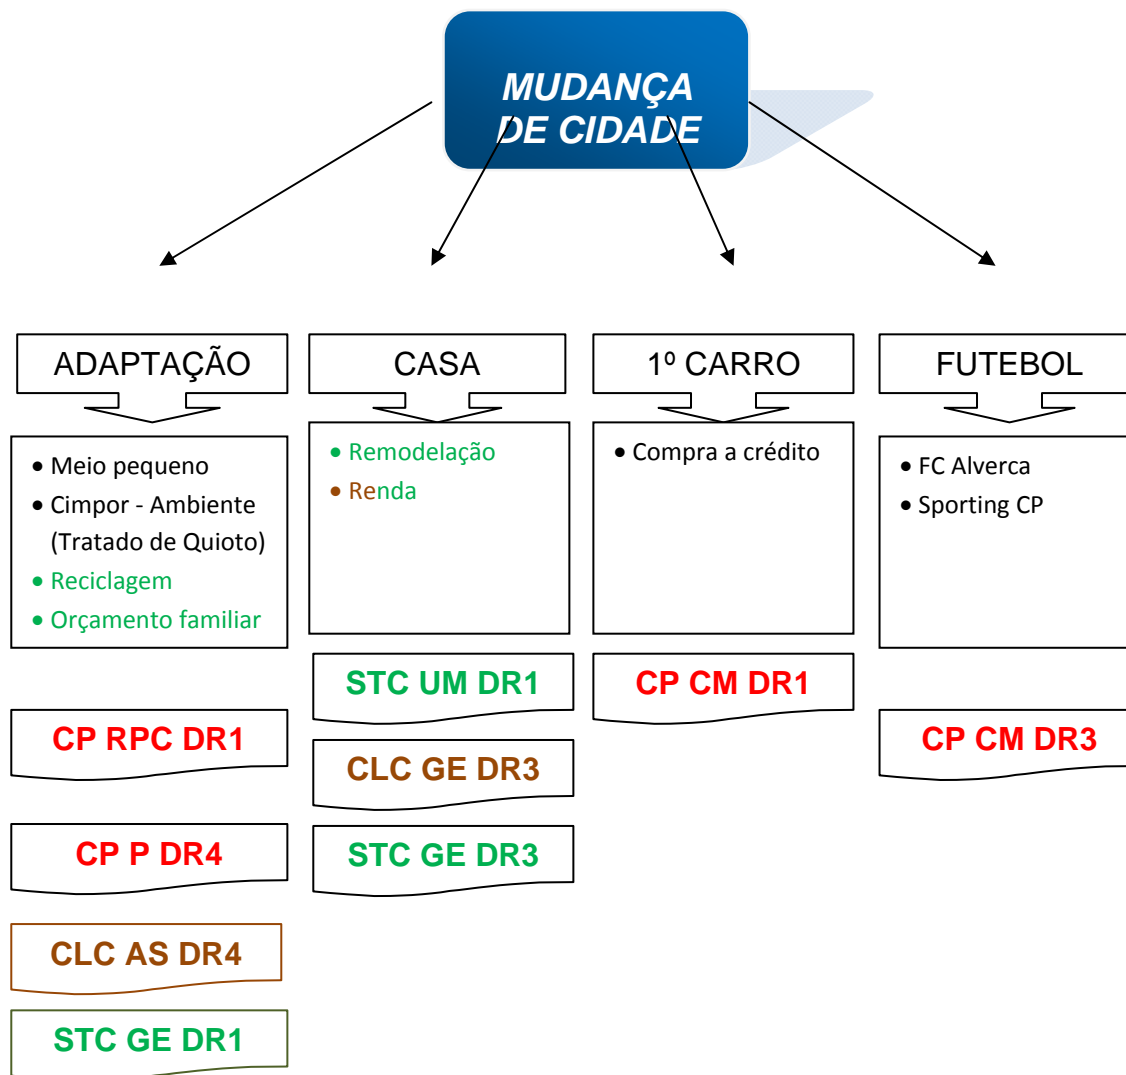 MUDANÇA
DE CIDADE
ADAPTAÇÃO
• Meio pequeno
• Cimpor - Ambiente
(Tratado de Quioto)
• Reciclagem
• Orçamento familiar
CP RPC DR1
CP P DR4
CLC AS DR4
STC GE DR1
CASA
• Remodelação
• Renda
STC UM DR1
CLC GE DR3
STC GE DR3
1º CARRO
• Compra a crédito
CP CM DR1
FUTEBOL
• FC Alverca
• Sporting CP
CP CM DR3